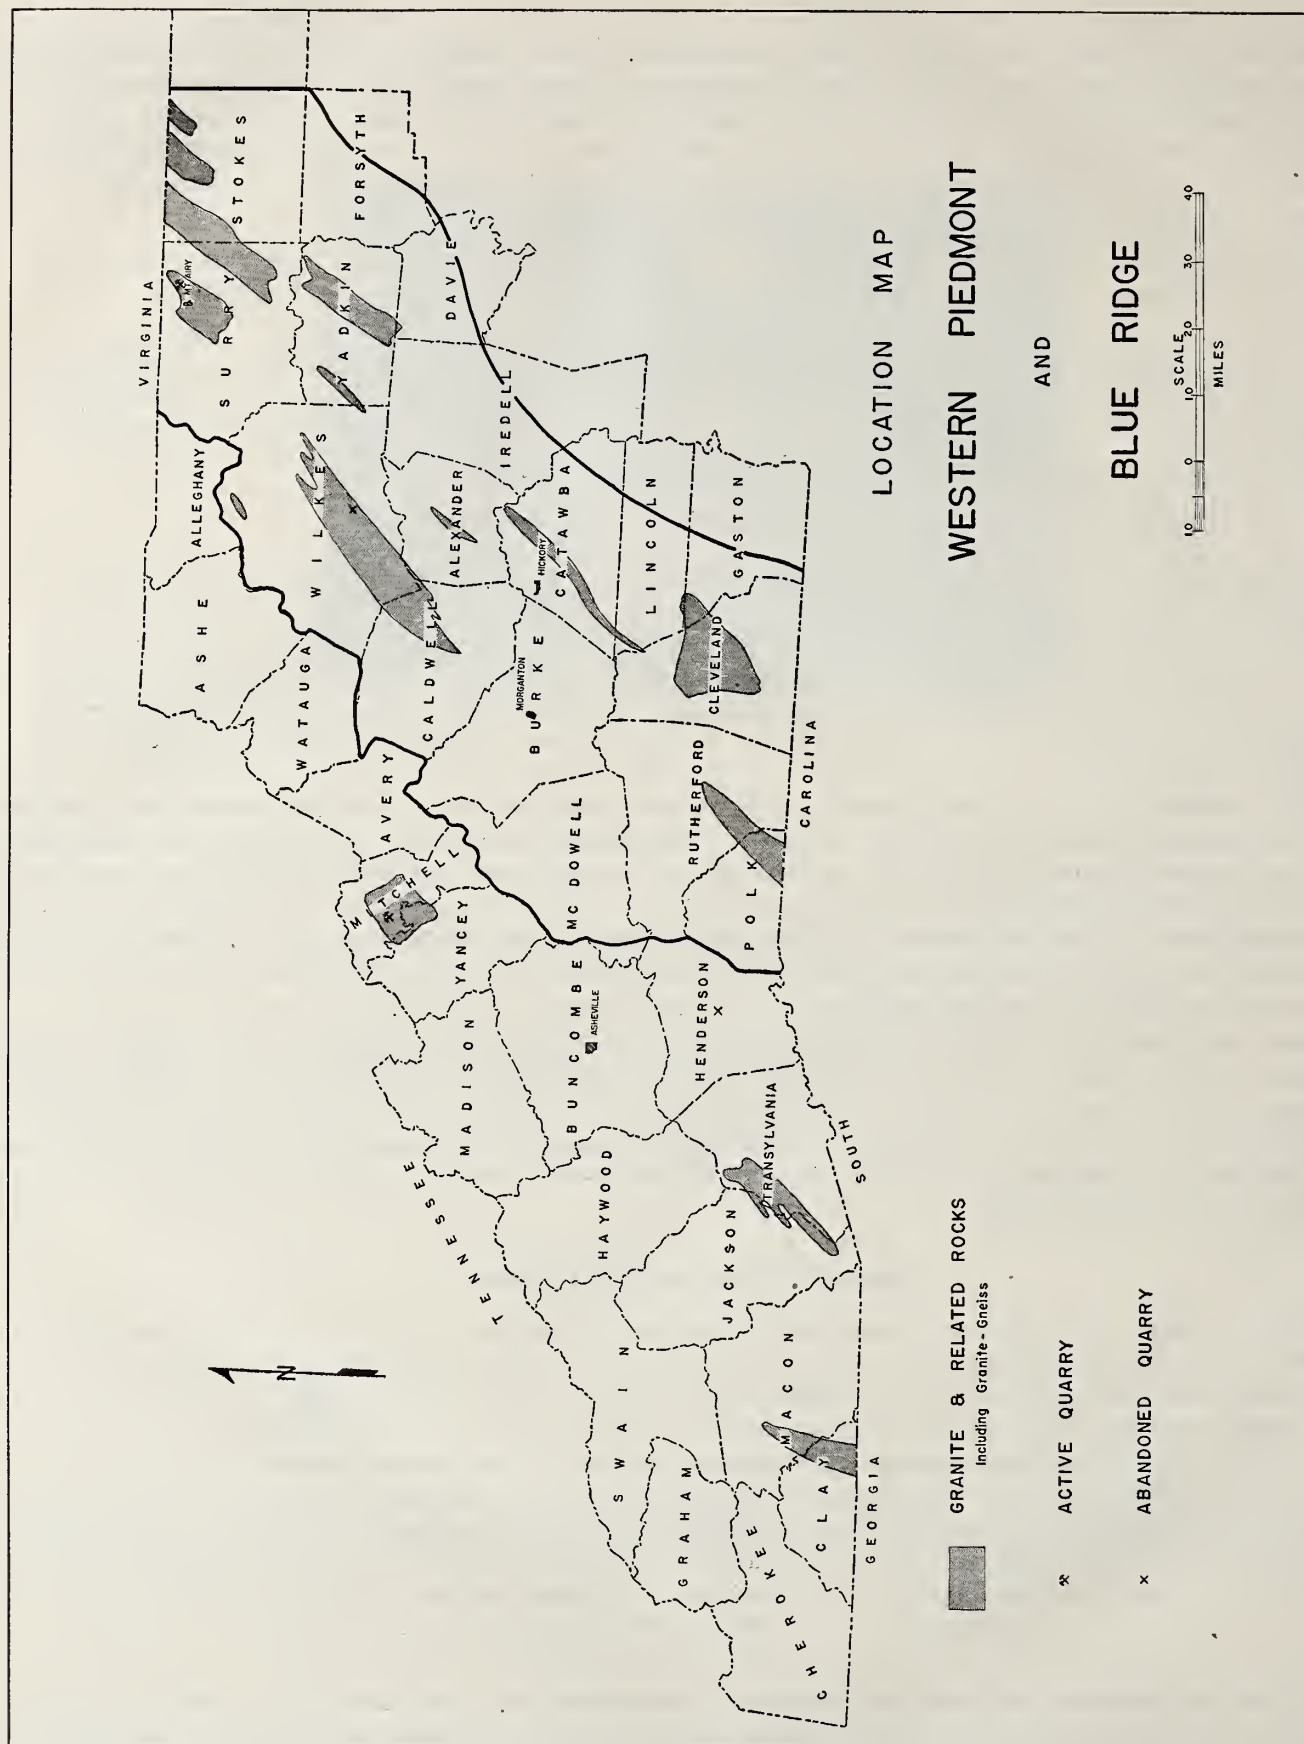 VIRGINIA
ALLEGHANY
ASHE
SURRY
MT. AIRY
STOKES
WATAUGA
WILKES
YADKIN
FORSYTH
AVERY
MITCHELL
CALDWELL
ALEXANDER
IREDELL
DAVIE
TENNESSEE
MADISON
YANCEY
MC DOWELL
MORGANTON
BURKE
HICKORY
CATAWBA
BUNCOMBE
ASHEVILLE
HAYWOOD
LINCOLN
SWAIN
GRAHAM
JACKSON
HENDERSON
RUTHERFORD
CLEVELAND
GASTON
POLK
TRANSYLVANIA
CHEROKEE
CLAY
MACON
GEORGIA
SOUTH
CAROLINA
N
LOCATION MAP
WESTERN PIEDMONT
AND
BLUE RIDGE
SCALE
10 0 10 20 30 40
MILES
GRANITE & RELATED ROCKS
Including Granite - Gneiss
ACTIVE QUARRY
ABANDONED QUARRY